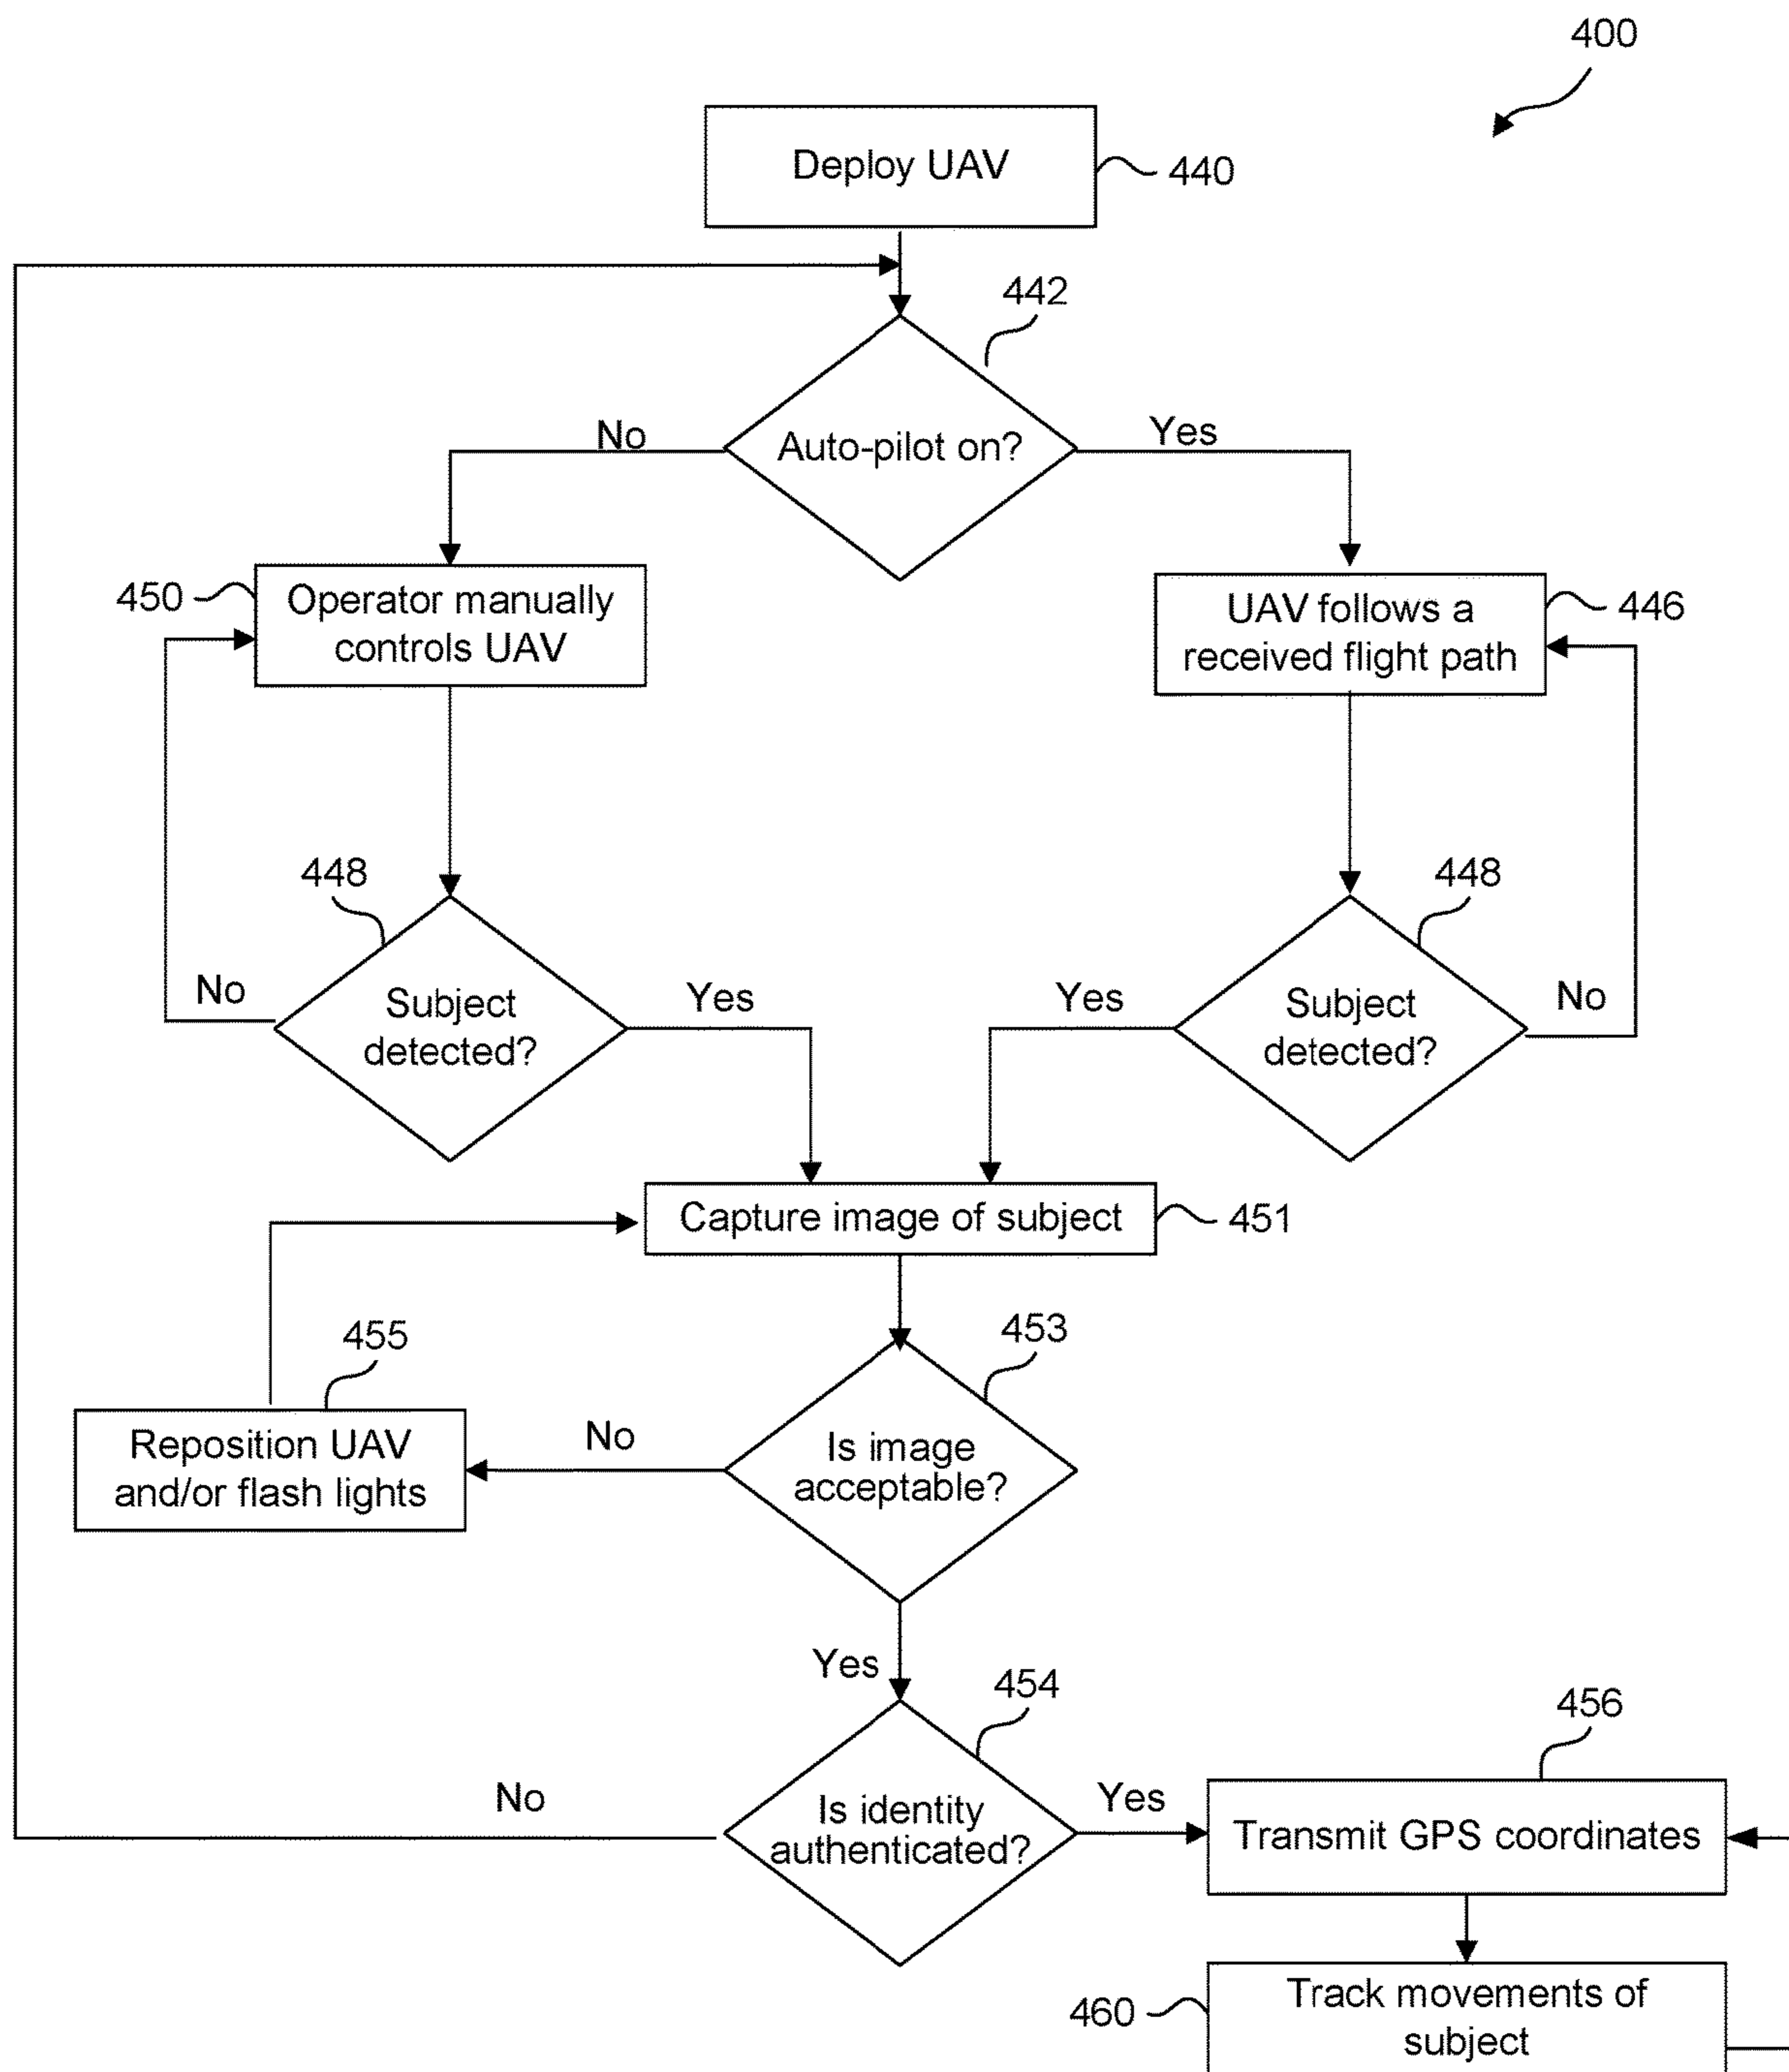 400
Deploy UAV
440
442
Auto-pilot on?
No
Yes
450
Operator manually
controls UAV
UAV follows a
received flight path
446
448
448
Subject
detected?
No
Yes
Yes
Subject
detected?
No
Capture image of subject
451
453
455
Reposition UAV
and/or flash lights
No
Is image
acceptable?
Yes
454
456
No
Is identity
authenticated?
Yes
Transmit GPS coordinates
460
Track movements of
subject